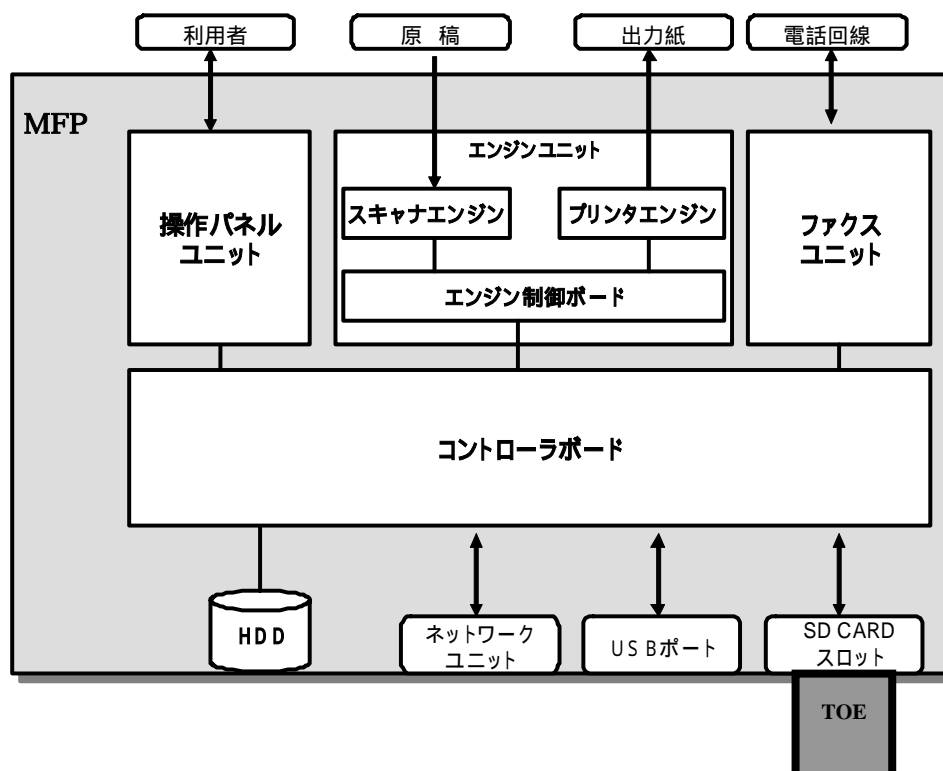 利用者
原 稿
出力紙
電話回線
MFP
エンジンユニット
スキャナエンジン
プリンタエンジン
操作パネル
ユニット
ファクス
ユニット
エンジン制御ボード
コントローラボード
HDD
ネットワーク
ユニット
USBポート
SD CARD
スロット
TOE